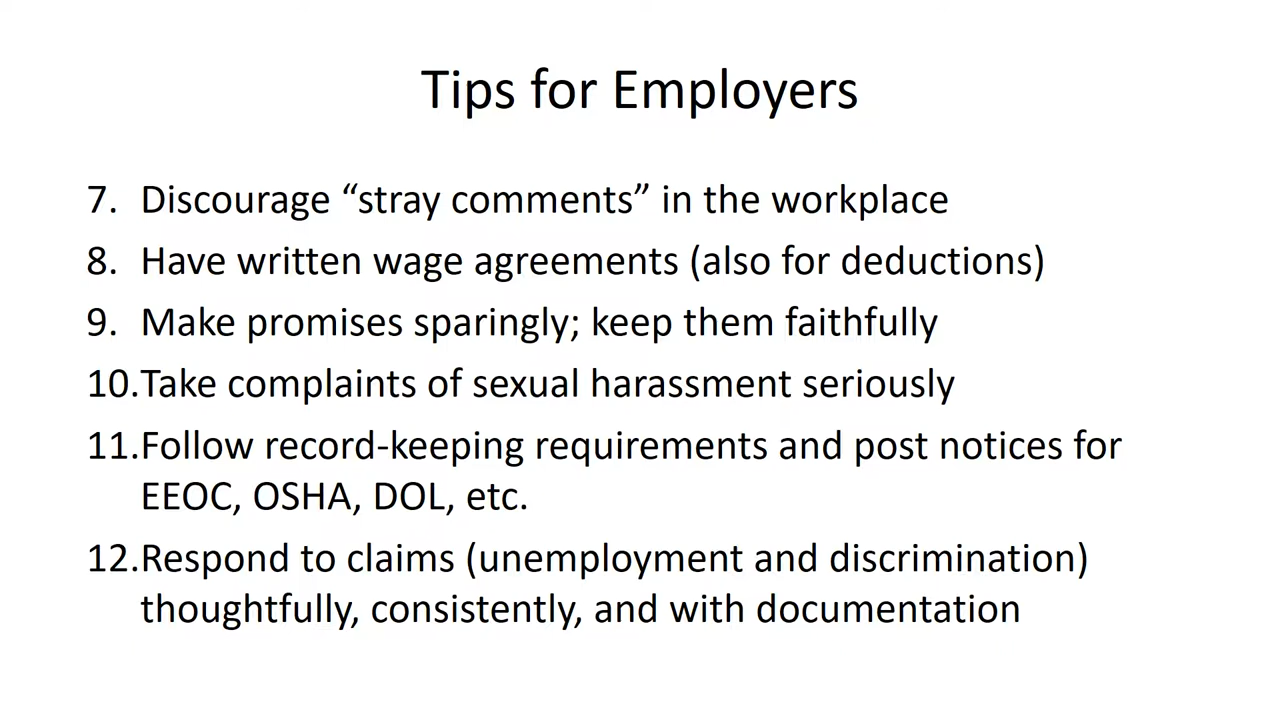 Tips for Employers
7. Discourage “stray comments” in the workplace
8. Have written wage agreements (also for deductions)
9. Make promises sparingly; keep them faithfully
10.Take complaints of sexual harassment seriously
11.Follow record-keeping requirements and post notices for
EEOC, OSHA, DOL, etc.
12.Respond to claims (unemployment and discrimination)
thoughtfully, consistently, and with documentation